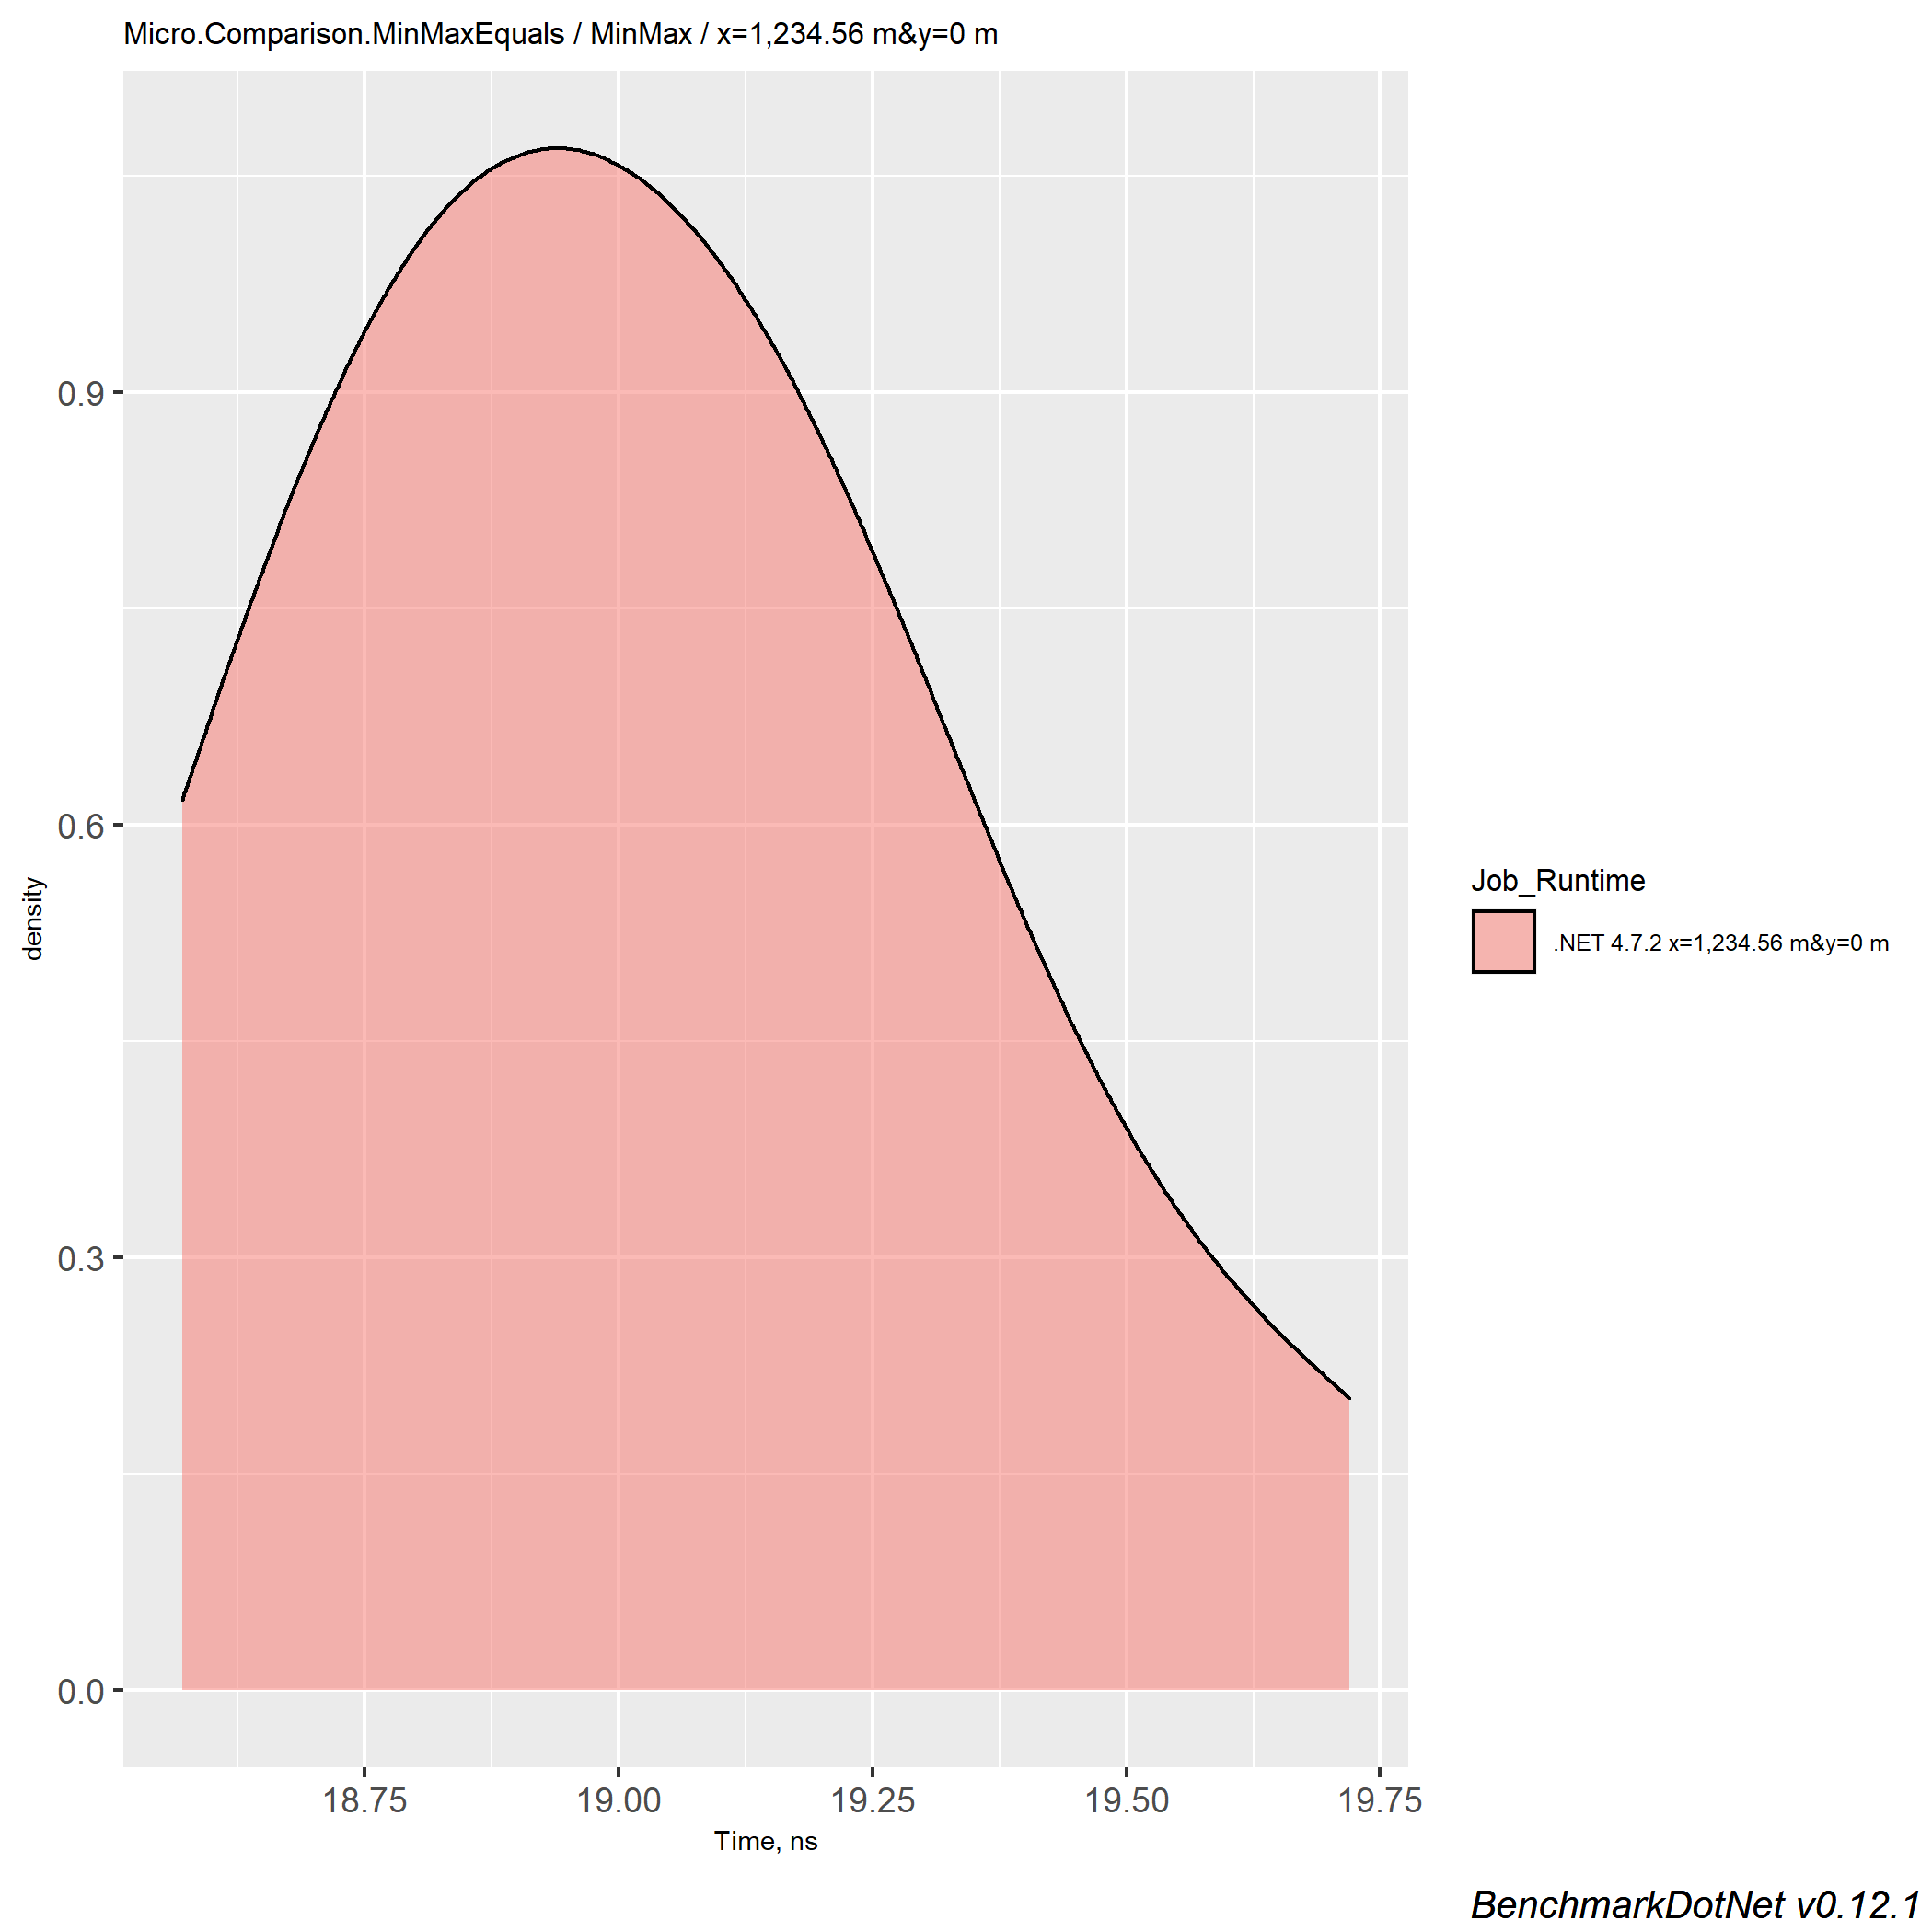 Micro.Comparison.MinMaxEquals / MinMax / x=1,234.56 m&y=0 m
0.9
0.6
0.3
0.0
density
18.75 19.00 19.25 19.50 19.75
Time, ns
Job_Runtime
.NET 4.7.2 x=1,234.56 m&y=0 m
BenchmarkDotNet v0.12.1